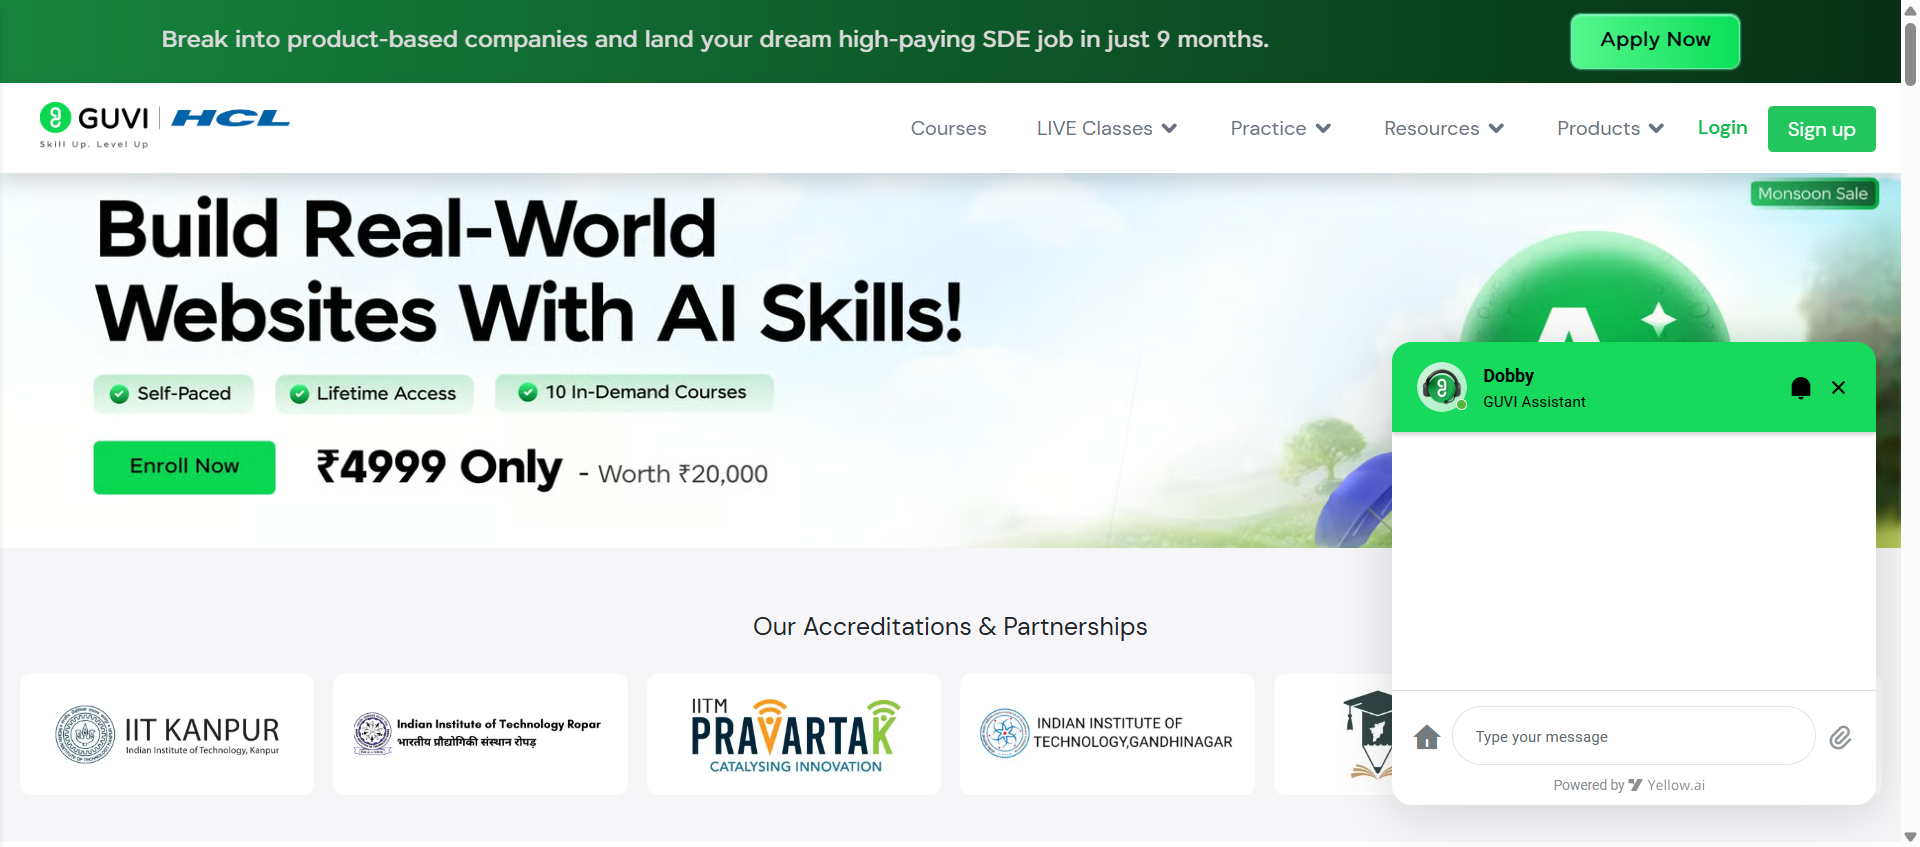 Break into product-based companies and land your dream high-paying SDE job in just 9 months.
Apply Now
GUVI
HCL
Skill Up. Level Up
Courses
LIVE Classes
Practice
Resources
Products
Login
Sign up
Monsoon Sale
Build Real-World
Websites With AI Skills!
Self-Paced
Lifetime Access
10 In-Demand Courses
Enroll Now
₹4999 Only - Worth ₹20,000
Dobby
GUVI Assistant
Our Accreditations & Partnerships
IIT KANPUR
Indian Institute of Technology, Kanpur
Indian Institute of Technology Ropar
भारतीय प्रौद्योगिकी संस्थान रोपड़
IITM
PRAVARTAK
CATALYSING INNOVATION
INDIAN INSTITUTE OF
TECHNOLOGY,GANDHINAGAR
Type your message
Powered by Yellow.ai